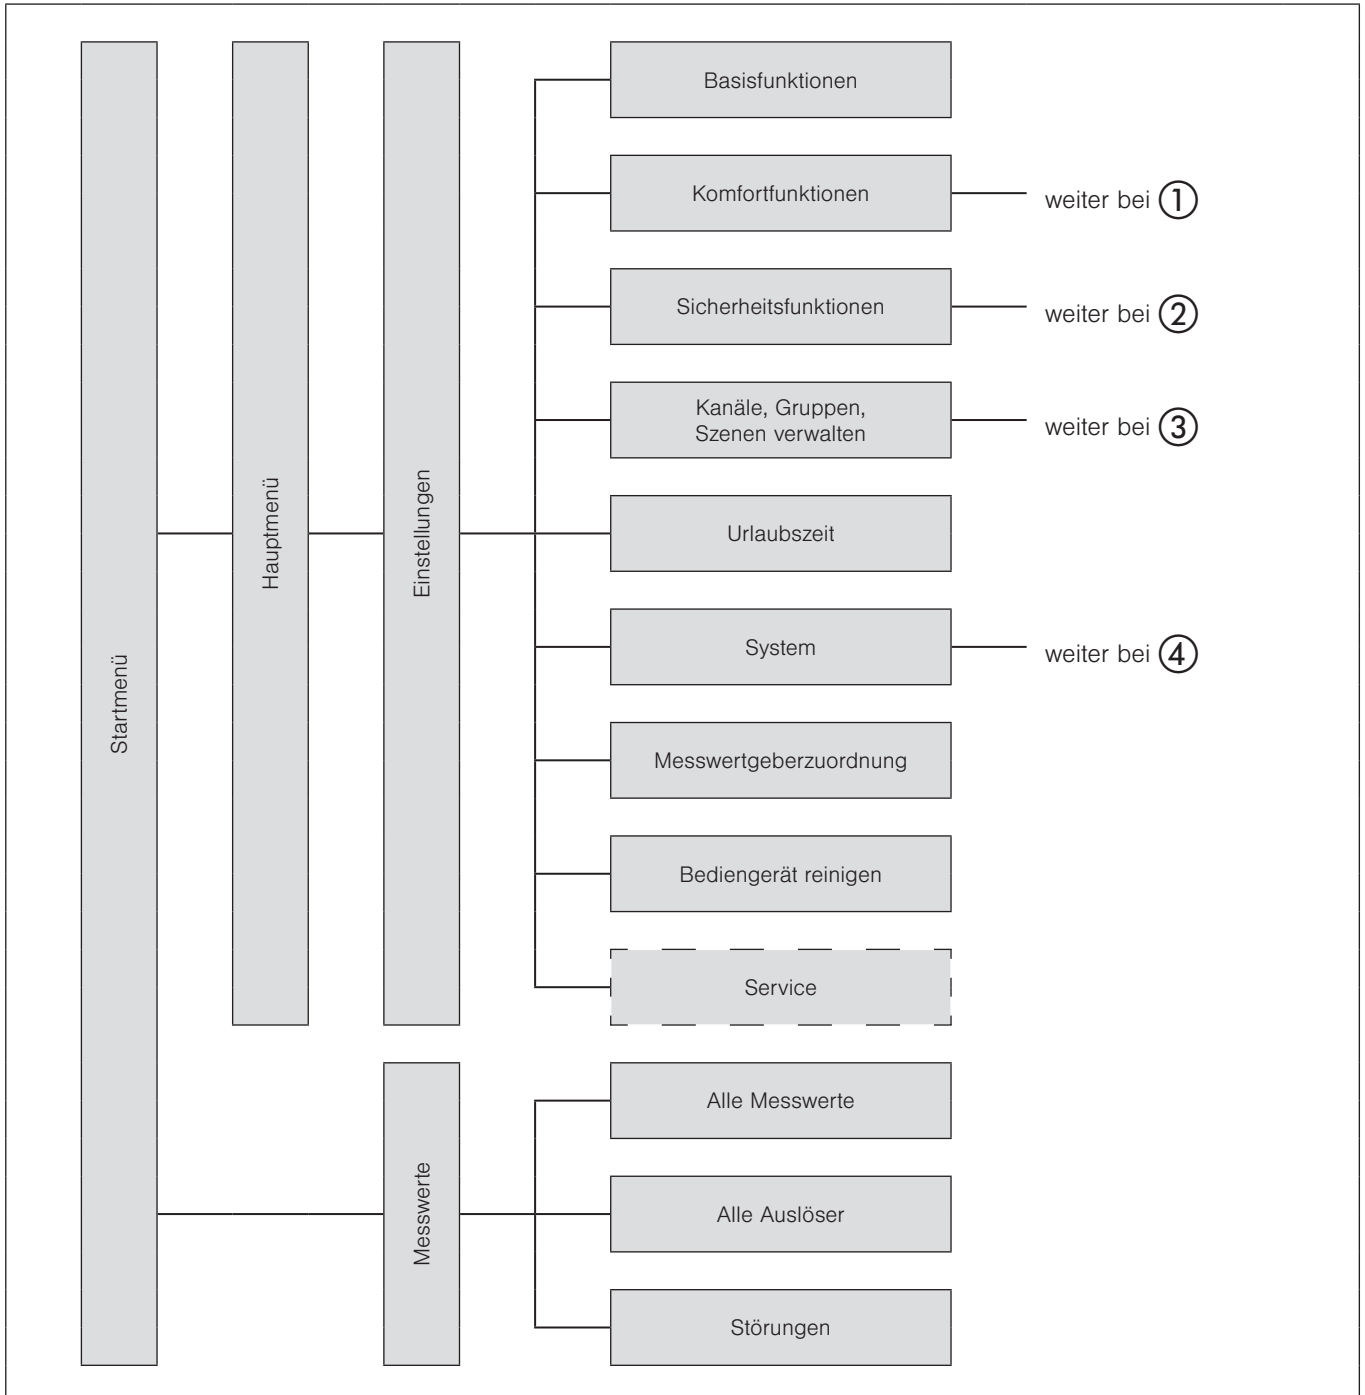 Startmenü
Hauptmenü
Einstellungen
Basisfunktionen
Komfortfunktionen
weiter bei ①
Sicherheitsfunktionen
weiter bei ②
Kanäle, Gruppen,
Szenen verwalten
weiter bei ③
Urlaubszeit
System
weiter bei ④
Messwertgeberzuordnung
Bediengerät reinigen
Service
Messwerte
Alle Messwerte
Alle Auslöser
Störungen